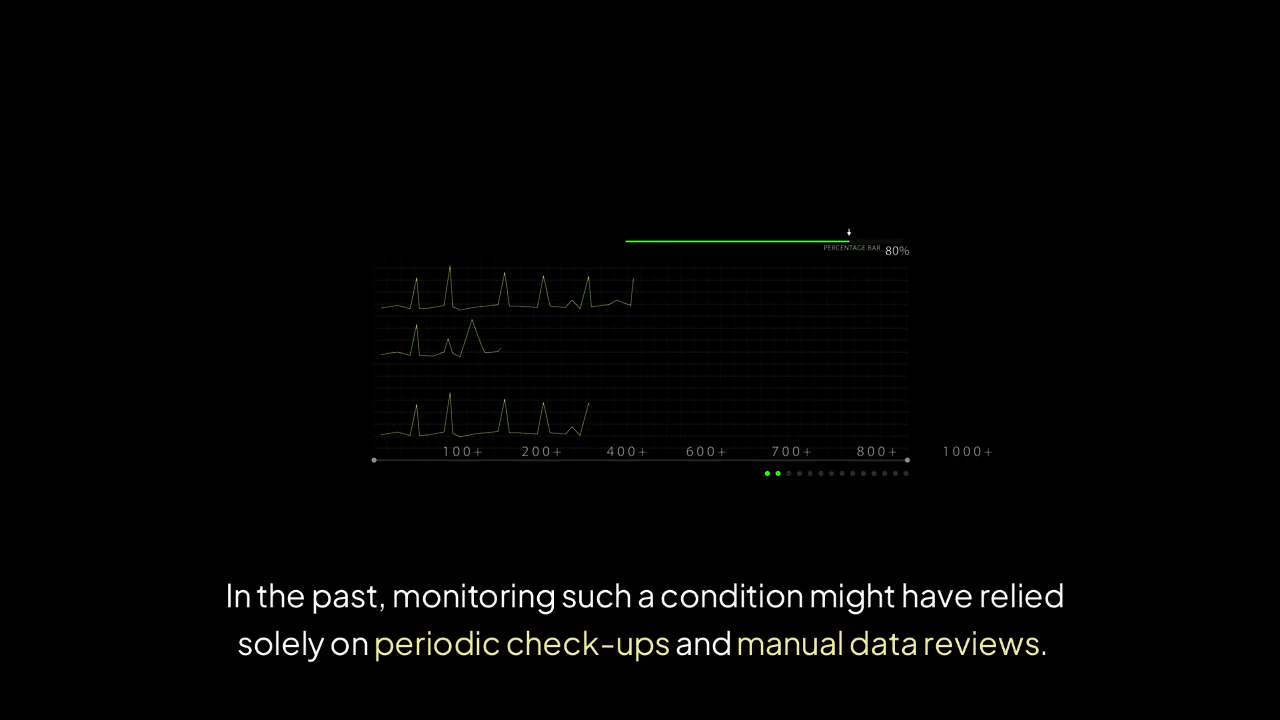 PERCENTAGE BAR 80%
100+ 200+ 400+ 600+ 700+ 800+ 1000+
In the past, monitoring such a condition might have relied
solely on periodic check-ups and manual data reviews.